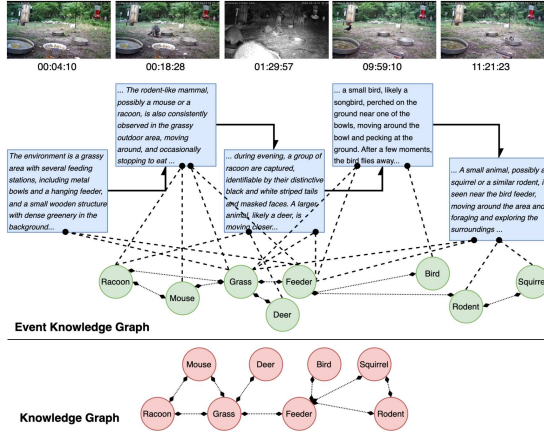 00:04:10
00:18:28
01:29:57
09:59:10
11:21:23
The environment is a grassy
area with several feeding
stations, including metal
bowls and a hanging feeder,
and a small wooden structure
with dense greenery in the
background...
... The rodent-like mammal,
possibly a mouse or a
racoon, is also consistently
observed in the grassy
outdoor area, moving
around, and occasionally
stopping to eat ...
... during evening, a group of
racoon are captured,
identifiable by their distinctive
black and white striped tails
and masked faces. A larger
animal, likely a deer, is
moving closer...
... a small bird, likely a
songbird, perched on the
ground near one of the
bowls, moving around the
bowl and pecking at the
ground. After a few moments,
the bird flies away...
... A small animal, possibly a
squirrel or a similar rodent, i
seen near the bird feeder,
moving around the area and
foraging and exploring the
surroundings ...
Racoon
Mouse
Grass
Deer
Feeder
Bird
Rodent
Squirre
Event Knowledge Graph
Mouse
Deer
Bird
Squirrel
Racoon
Grass
Feeder
Rodent
Knowledge Graph